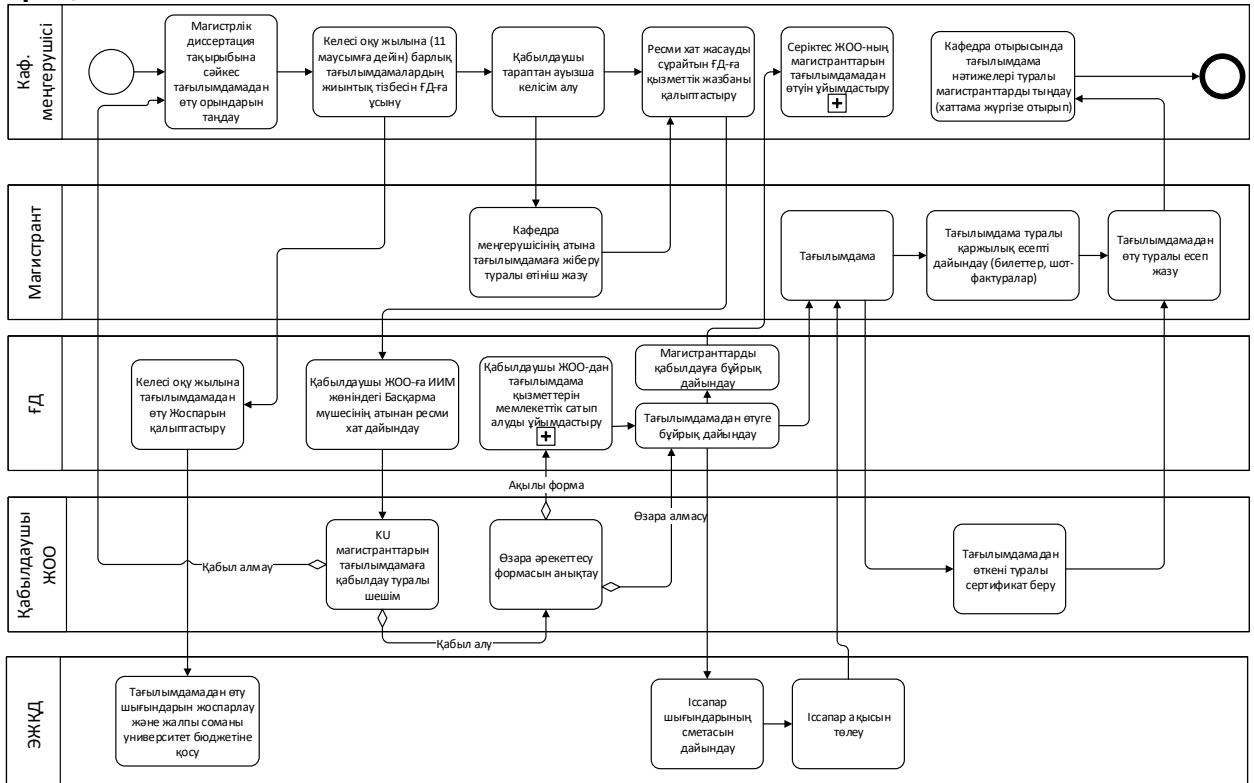 Каф.
меңгерушісі
Магистрлік
диссертация
тақырыбына
сәйкес
тағылымдамадан
өту орындарын
таңдау
Келесі оқу жылына (11
маусымға дейін) барлық
тағылымдамалардың
жиынтық тізбесін ҒД-ға
ұсыну
Қабылдаушы
тараптан ауызша
келісім алу
Ресми хат жасауды
сұрайтын ҒД-ға
қызметтік жазбаны
қалыптастыру
Серіктес ЖОО-ның
магистранттарын
тағылымдамадан
өтуін ұйымдастыру
Кафедра отырысында
тағылымдама
нәтижелері туралы
магистранттарды тыңдау
(хаттама жүргізе отырып)
Магистрант
Кафедра
меңгерушісінің атына
тағылымдамаға жіберу
туралы өтініш жазу
Тағылымдама
Тағылымдама туралы
қаржылық есепті
дайындау (билеттер, шот-
фактуралар)
Тағылымдамадан
өту туралы есеп
жазу
ҒД
Келесі оқу жылына
тағылымдамадан
өту Жоспарын
қалыптастыру
Қабылдаушы ЖОО-ға ИИМ
жөніндегі Басқарма
мүшесінің атынан ресми
хат дайындау
Қабылдаушы ЖОО-дан
тағылымдама
қызметтерін
мемлекеттік сатып
алуды ұйымдастыру
Магистранттарды
қабылдауға бұйрық
дайындау
Тағылымдамадан өтуге
бұйрық дайындау
Ақылы форма
Өзара алмасу
Қабылдаушы
ЖОО
KU
магистранттарын
тағылымдамаға
қабылдау туралы
шешім
Қабыл алмау
Қабыл алу
Өзара әрекеттесу
формасын анықтау
Тағылымдамадан
өткені туралы
сертификат беру
ЭЖҚД
Тағылымдамадан өту
шығындарын жоспарлау
және жалпы соманы
университет бюджетіне
қосу
Іссапар
шығындарының
сметасын
дайындау
Іссапар ақысын
төлеу